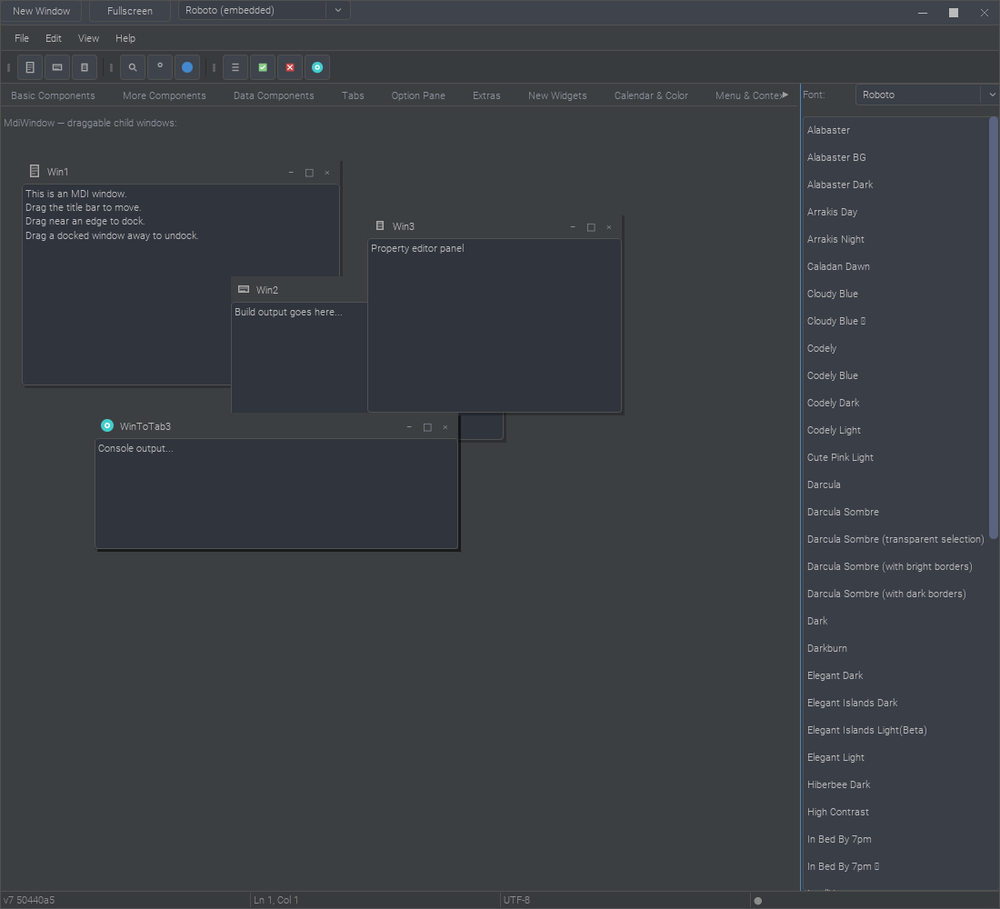 New Window Fullscreen Roboto (embedded)
File Edit View Help
Basic Components More Components Data Components Tabs Option Pane Extras New Widgets Calendar & Color Menu & Contex
Font: Roboto
MdiWindow — draggable child windows:
Win1
This is an MDI window.
Drag the title bar to move.
Drag near an edge to dock.
Drag a docked window away to undock.
Win3
Property editor panel
Win2
Build output goes here...
WinToTab3
Console output...
Alabaster
Alabaster BG
Alabaster Dark
Arrakis Day
Arrakis Night
Caladan Dawn
Cloudy Blue
Cloudy Blue
Codely
Codely Blue
Codely Dark
Codely Light
Cute Pink Light
Darcula
Darcula Sombre
Darcula Sombre (transparent selection)
Darcula Sombre (with bright borders)
Darcula Sombre (with dark borders)
Dark
Darkburn
Elegant Dark
Elegant Islands Dark
Elegant Islands Light(Beta)
Elegant Light
Hiberbee Dark
High Contrast
In Bed By 7pm
In Bed By 7pm
v7 50440a5 Ln 1, Col 1 UTF-8